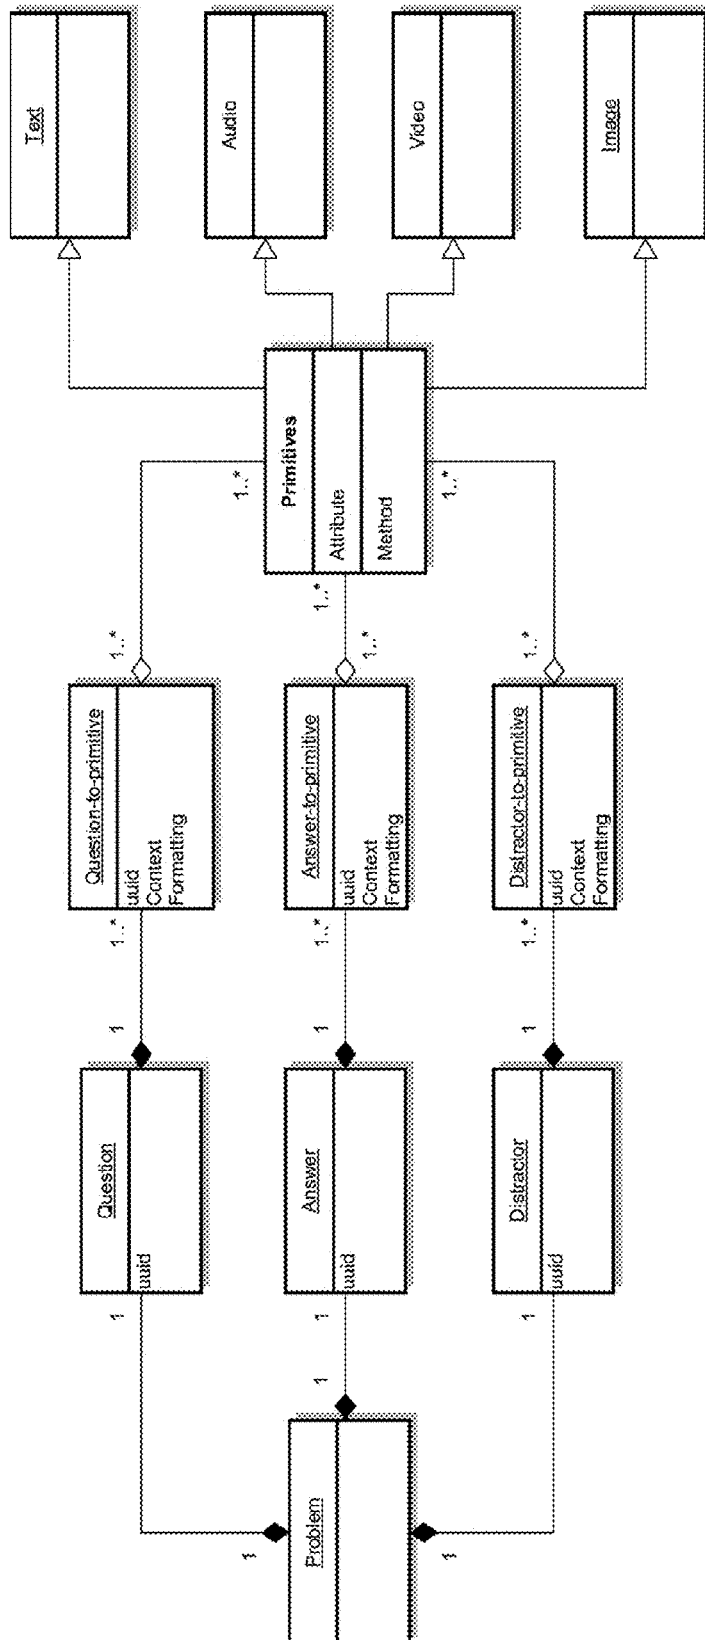 Problem
1
1
1
1
Question
uuid
1
1
Answer
uuid
1
1
Distractor
uuid
1
1..*
Question-to-primitive
uuid
Context
Formatting
1..*
1..*
Answer-to-primitive
uuid
Context
Formatting
1..*
1..*
Distractor-to-primitive
uuid
Context
Formatting
1..*
1..*
1..*
1..*
Primitives
Attribute
Method
Text
Audio
Video
Image